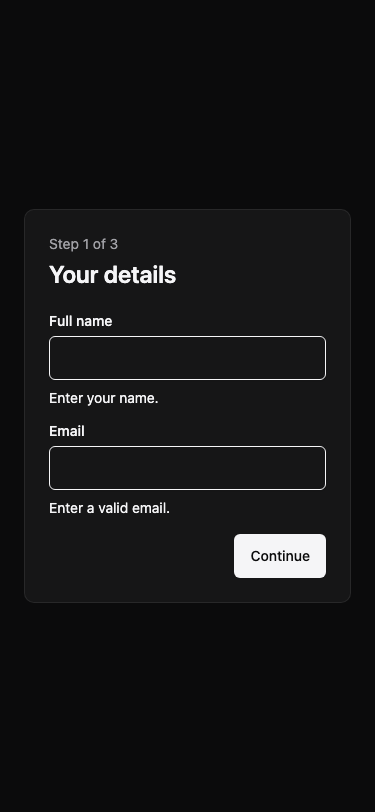 Step 1 of 3
Your details
Full name
Enter your name.
Email
Enter a valid email.
Continue